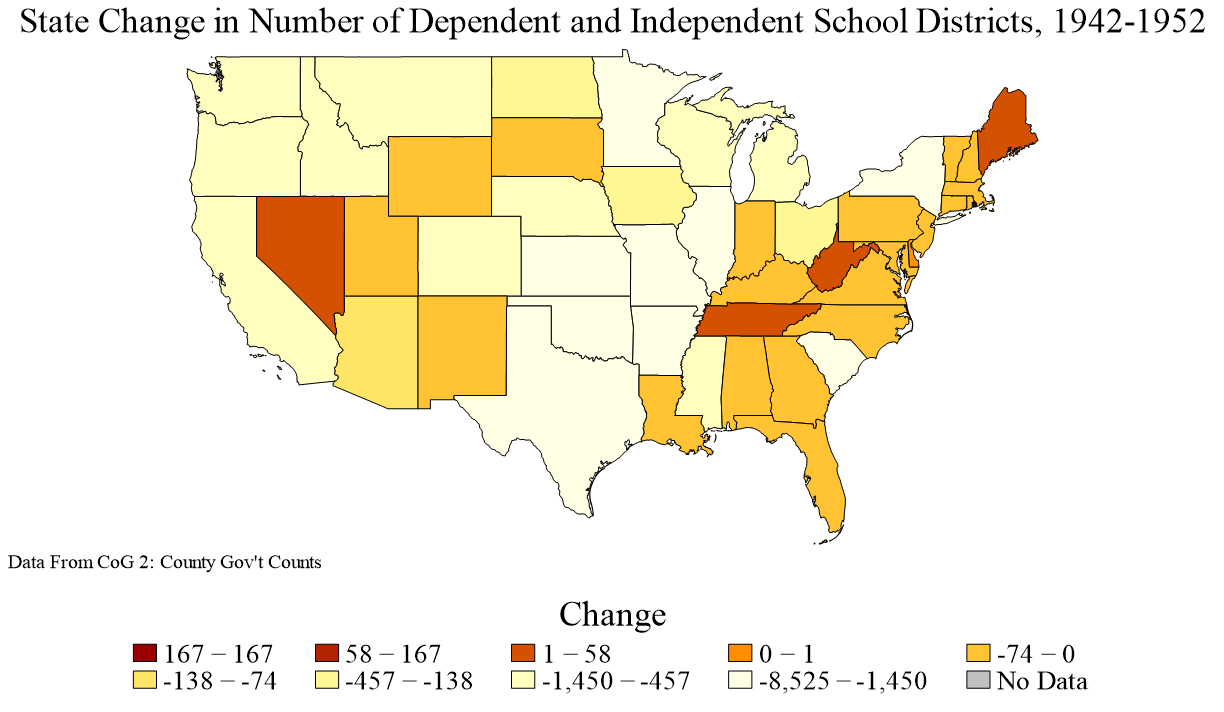 State Change in Number of Dependent and Independent School Districts, 1942-1952
Data From CoG 2: County Gov't Counts
Change
167 – 167 58 – 167 1 – 58 0 – 1 -74 – 0
-138 – -74 -457 – -138 -1,450 – -457 -8,525 – -1,450 No Data